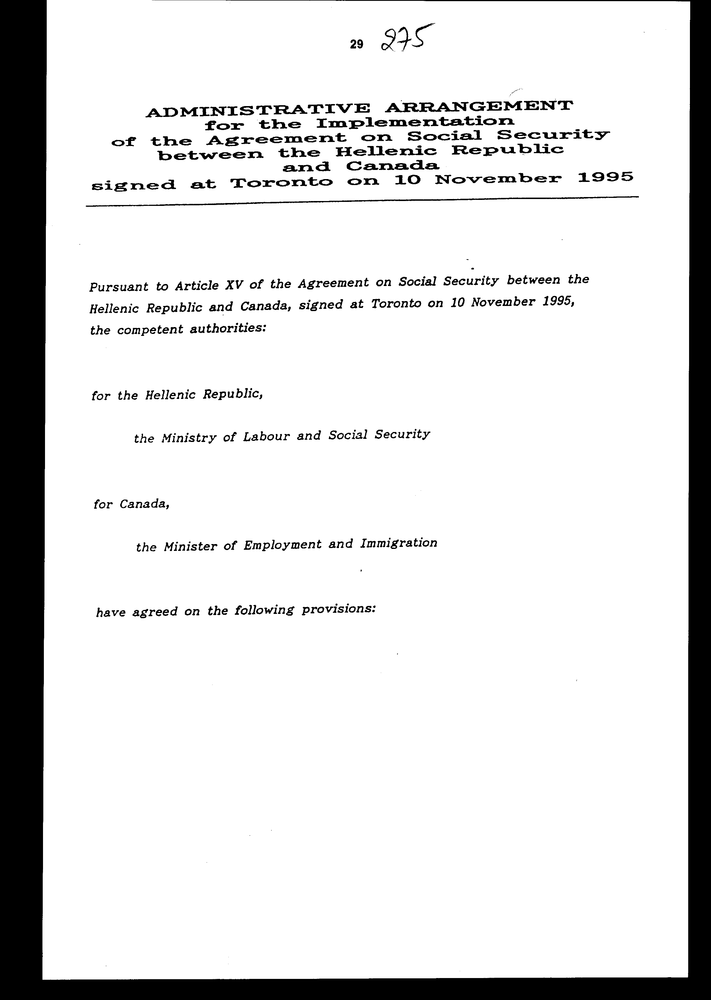 29 275
ADMINISTRATIVE ARRANGEMENT
for the Implementation
of the Agreement on Social Security
between the Hellenic Republic
and Canada
signed at Toronto on 10 November 1995
Pursuant to Article XV of the Agreement on Social Security between the
Hellenic Republic and Canada, signed at Toronto on 10 November 1995,
the competent authorities:
for the Hellenic Republic,
the Ministry of Labour and Social Security
for Canada,
the Minister of Employment and Immigration
have agreed on the following provisions: